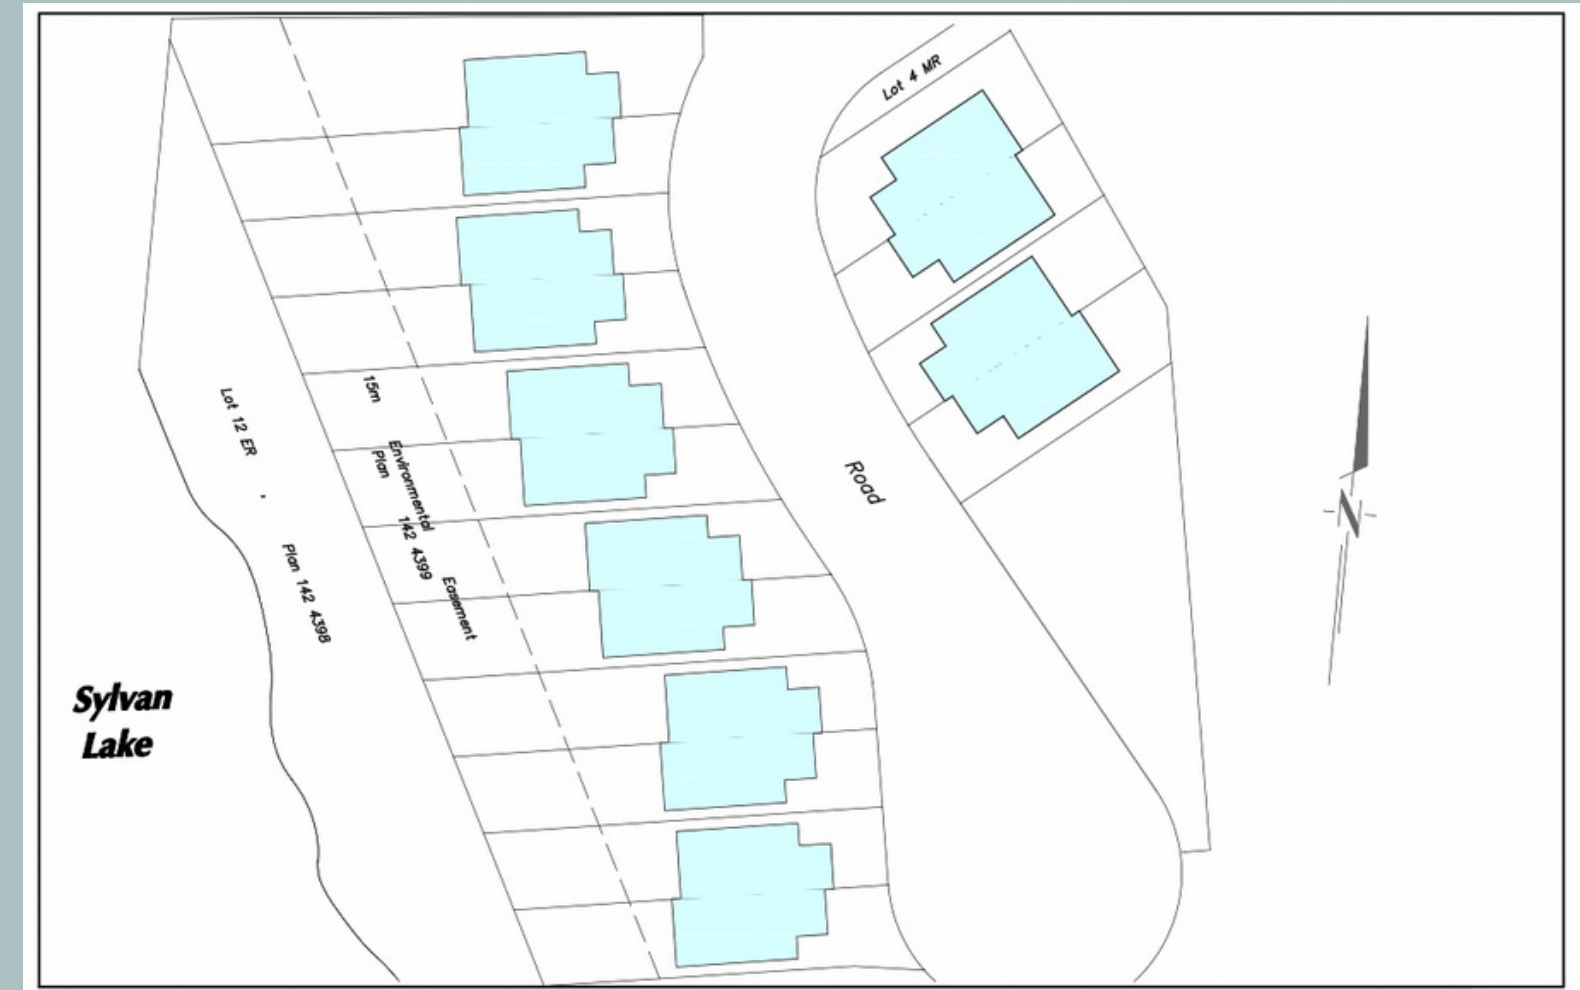 Lot 4 MR
15m
Environmental
Easement
Plan
142 4399
Lot 12 ER
Plan 142 4398
Road
Sylvan
Lake
N